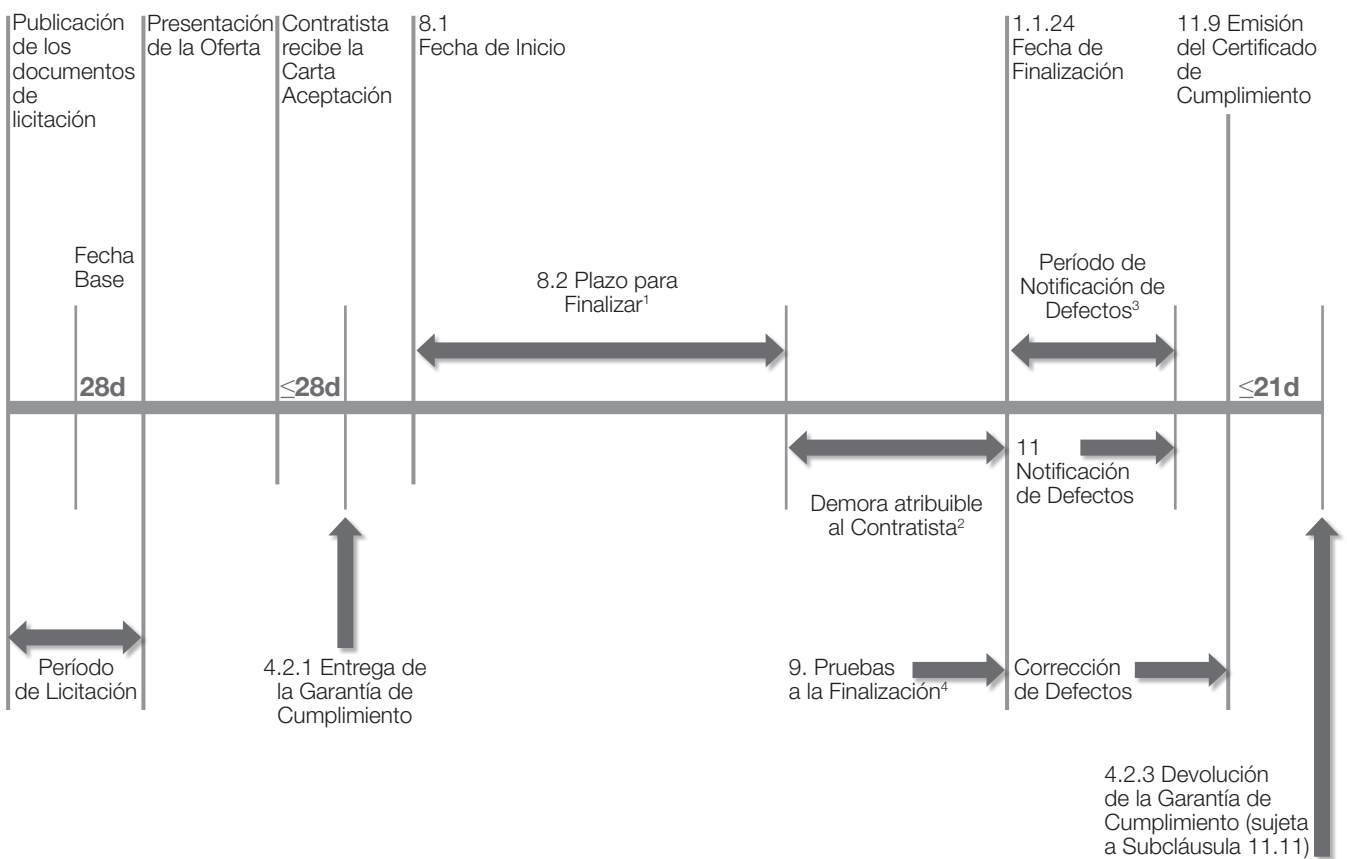 Publicación
de los
documentos
de
licitación
Presentación
de la Oferta
Contratista
recibe la
Carta
Aceptación
8.1
Fecha de Inicio
1.1.24
Fecha de
Finalización
11.9 Emisión
del Certificado
de
Cumplimiento
Fecha
Base
8.2 Plazo para
Finalizar¹
Período de
Notificación de
Defectos³
28d
≤28d
≤21d
Demora atribuible
al Contratista²
11
Notificación
de Defectos
Período
de Licitación
4.2.1 Entrega de
la Garantía de
Cumplimiento
9. Pruebas
a la Finalización⁴
Corrección
de Defectos
4.2.3 Devolución
de la Garantía de
Cumplimiento (sujeta
a Subcláusula 11.11)